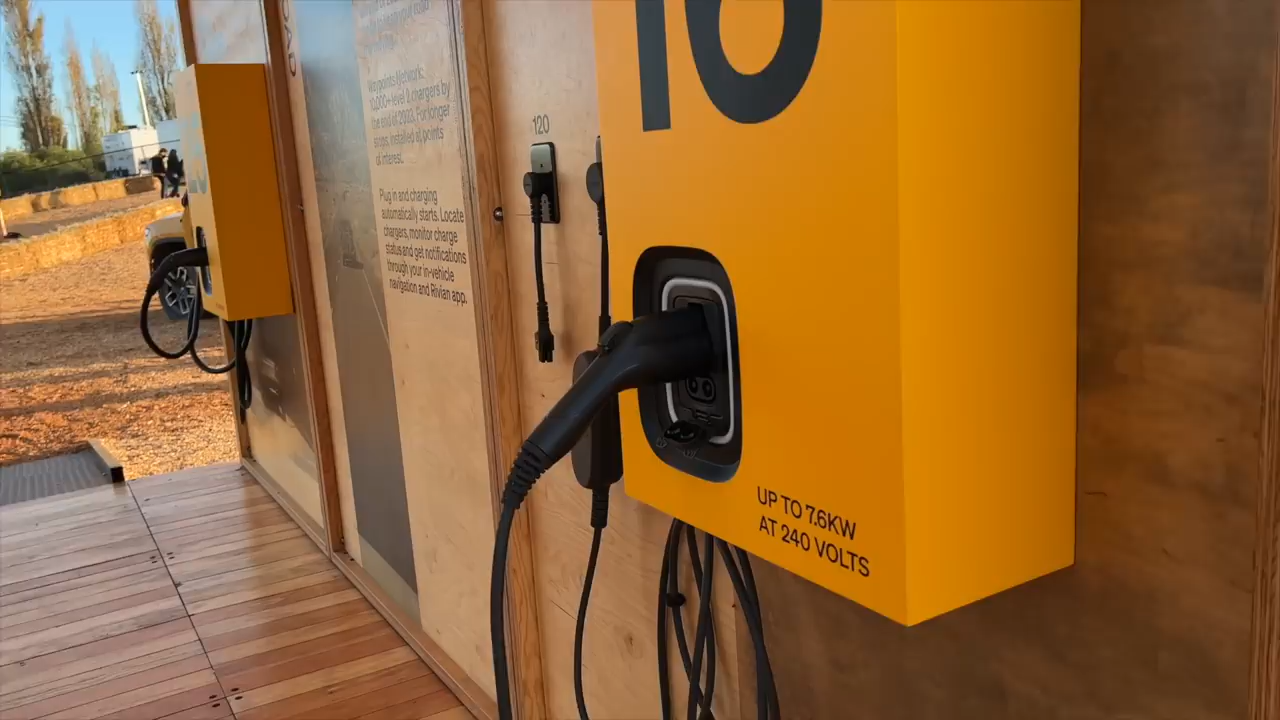 OAD
Waypoints Network:
10,000+ level 2 chargers by
the end of 2023. For longer
stops, installed at points
of interest.
Plug in and charging
automatically starts. Locate
chargers, monitor charge
status and get notifications
through your in-vehicle
navigation and Rivian app.
120
16
UP TO 7.6KW
AT 240 VOLTS